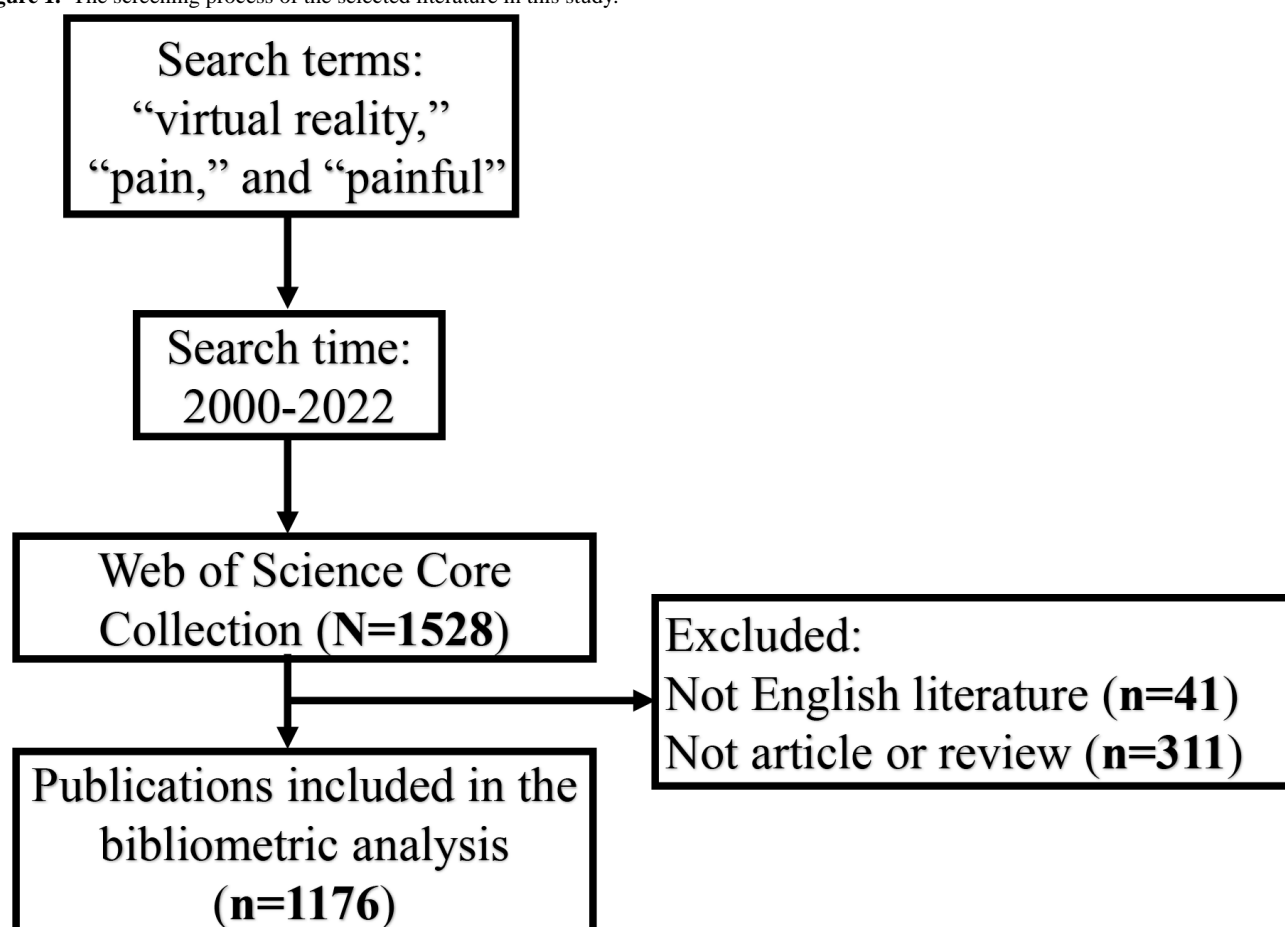 Figure 1. The screening process of the selected literature in this study.
Search terms:
“virtual reality,”
“pain,” and “painful”
Search time:
2000-2022
Web of Science Core
Collection (N=1528)
Excluded:
Not English literature (n=41)
Not article or review (n=311)
Publications included in the
bibliometric analysis
(n=1176)